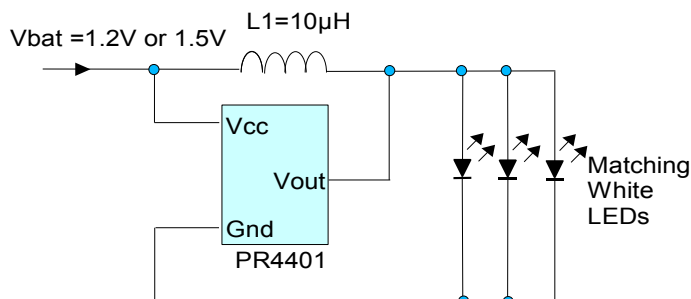 L1=10µH
Vbat =1.2V or 1.5V
Vcc
Vout
Gnd
PR4401
Matching
White
LEDs